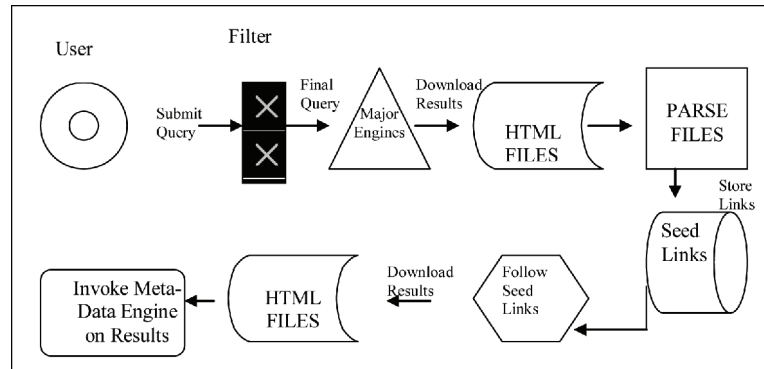 User
Filter
Submit
Query
Final
Query
Major
Engines
Download
Results
HTML
FILES
PARSE
FILES
Store
Links
Seed
Links
Follow
Seed
Links
Download
Results
HTML
FILES
Invoke Meta-
Data Engine
on Results